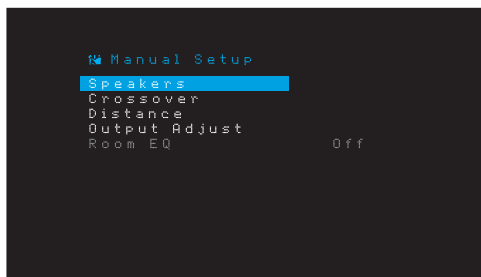 Manual Setup
Speakers
Crossover
Distance
Output Adjust
Room EQ Off